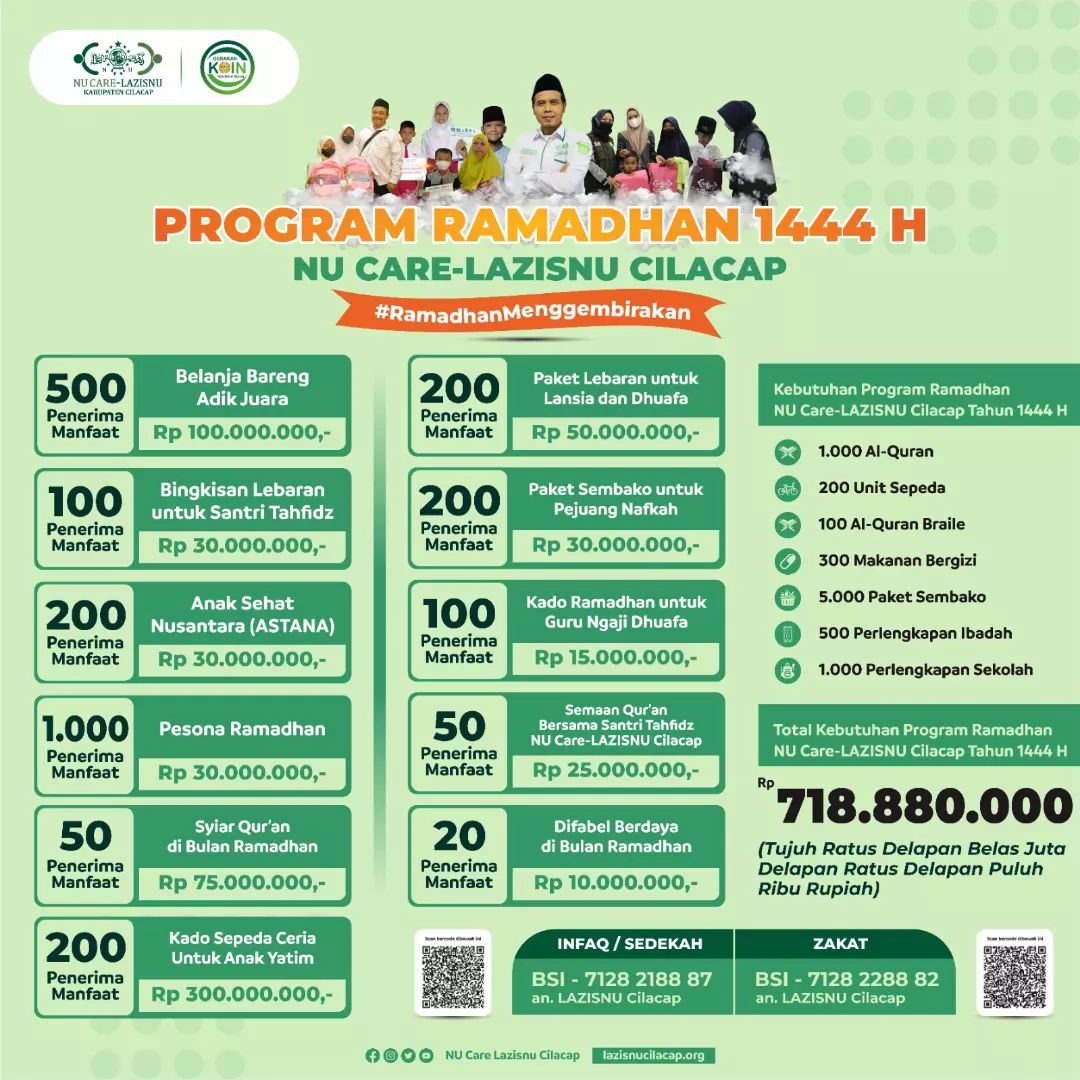 NU CARE-LAZISNU
KABUPATEN CILACAP
GERAKAN
KOIN
PROGRAM RAMADHAN 1444 H
NU CARE-LAZISNU CILACAP
#RamadhanMenggembirakan
500
Penerima
Manfaat
Belanja Bareng
Adik Juara
Rp 100.000.000,-
100
Penerima
Manfaat
Bingkisan Lebaran
untuk Santri Tahfidz
Rp 30.000.000,-
200
Penerima
Manfaat
Anak Sehat
Nusantara (ASTANA)
Rp 30.000.000,-
1.000
Penerima
Manfaat
Pesona Ramadhan
Rp 30.000.000,-
50
Penerima
Manfaat
Syiar Qur'an
di Bulan Ramadhan
Rp 75.000.000,-
200
Penerima
Manfaat
Kado Sepeda Ceria
Untuk Anak Yatim
Rp 300.000.000,-
200
Penerima
Manfaat
Paket Lebaran untuk
Lansia dan Dhuafa
Rp 50.000.000,-
200
Penerima
Manfaat
Paket Sembako untuk
Pejuang Nafkah
Rp 30.000.000,-
100
Penerima
Manfaat
Kado Ramadhan untuk
Guru Ngaji Dhuafa
Rp 15.000.000,-
50
Penerima
Manfaat
Semaan Qur'an
Bersama Santri Tahfidz
NU Care-LAZISNU Cilacap
Rp 25.000.000,-
20
Penerima
Manfaat
Difabel Berdaya
di Bulan Ramadhan
Rp 10.000.000,-
Kebutuhan Program Ramadhan
NU Care-LAZISNU Cilacap Tahun 1444 H
1.000 Al-Quran
200 Unit Sepeda
100 Al-Quran Braile
300 Makanan Bergizi
5.000 Paket Sembako
500 Perlengkapan Ibadah
1.000 Perlengkapan Sekolah
Total Kebutuhan Program Ramadhan
NU Care-LAZISNU Cilacap Tahun 1444 H
Rp 718.880.000
(Tujuh Ratus Delapan Belas Juta
Delapan Ratus Delapan Puluh
Ribu Rupiah)
Scan barcode dibawah ini
INFAQ / SEDEKAH
BSI - 7128 2188 87
an. LAZISNU Cilacap
ZAKAT
BSI - 7128 2288 82
an. LAZISNU Cilacap
Scan barcode dibawah ini
NU Care Lazisnu Cilacap
lazisnucilacap.org